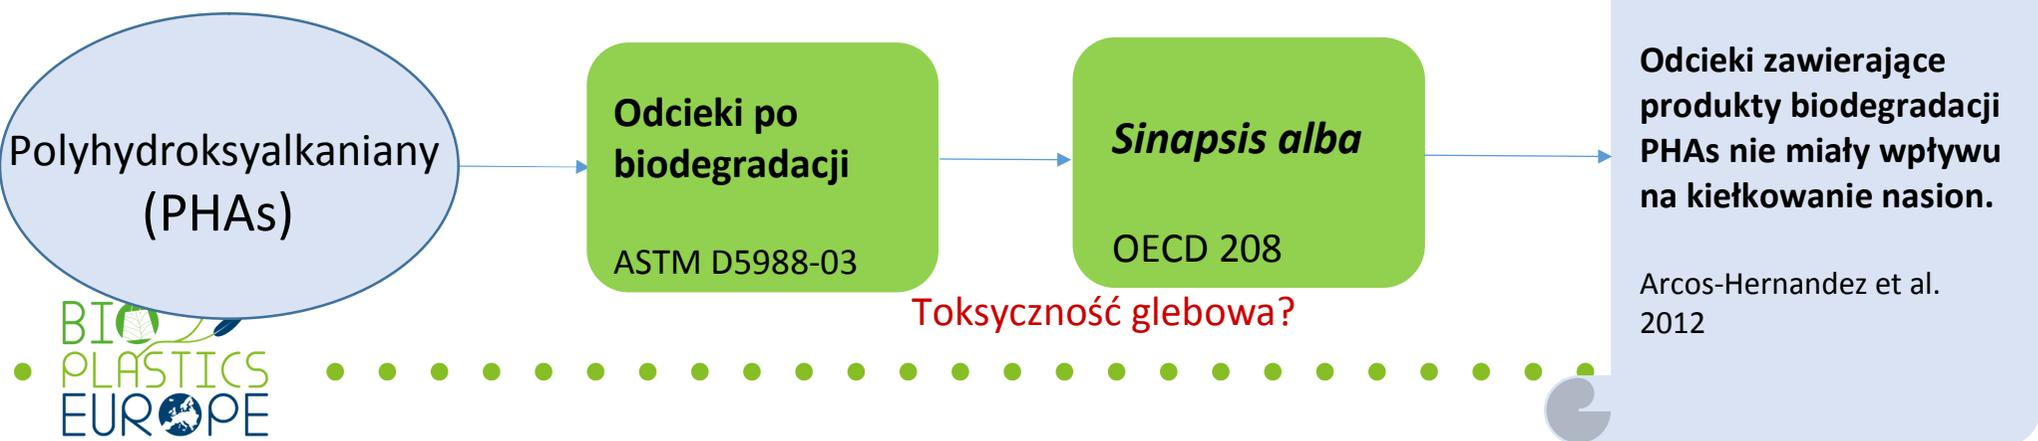 Polyhydroksyalkaniany
(PHAs)
Odcieki po
biodegradacji
ASTM D5988-03
Sinapsis alba
OECD 208
Odcieki zawierające
produkty biodegradacji
PHAs nie miały wpływu
na kiełkowanie nasion.
Arcos-Hernandez et al.
2012
Toksyczność glebowa?
BIO
PLASTICS
EUROPE